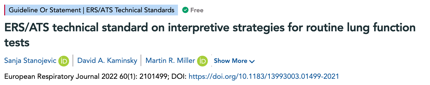 Guideline Or Statement | ERS/ATS Technical Standards Free
ERS/ATS technical standard on interpretive strategies for routine lung function
tests
Sanja Stanojevic iD | David A. Kaminsky | Martin R. Miller iD Show More
European Respiratory Journal 2022 60(1): 2101499; DOI: https://doi.org/10.1183/13993003.01499-2021